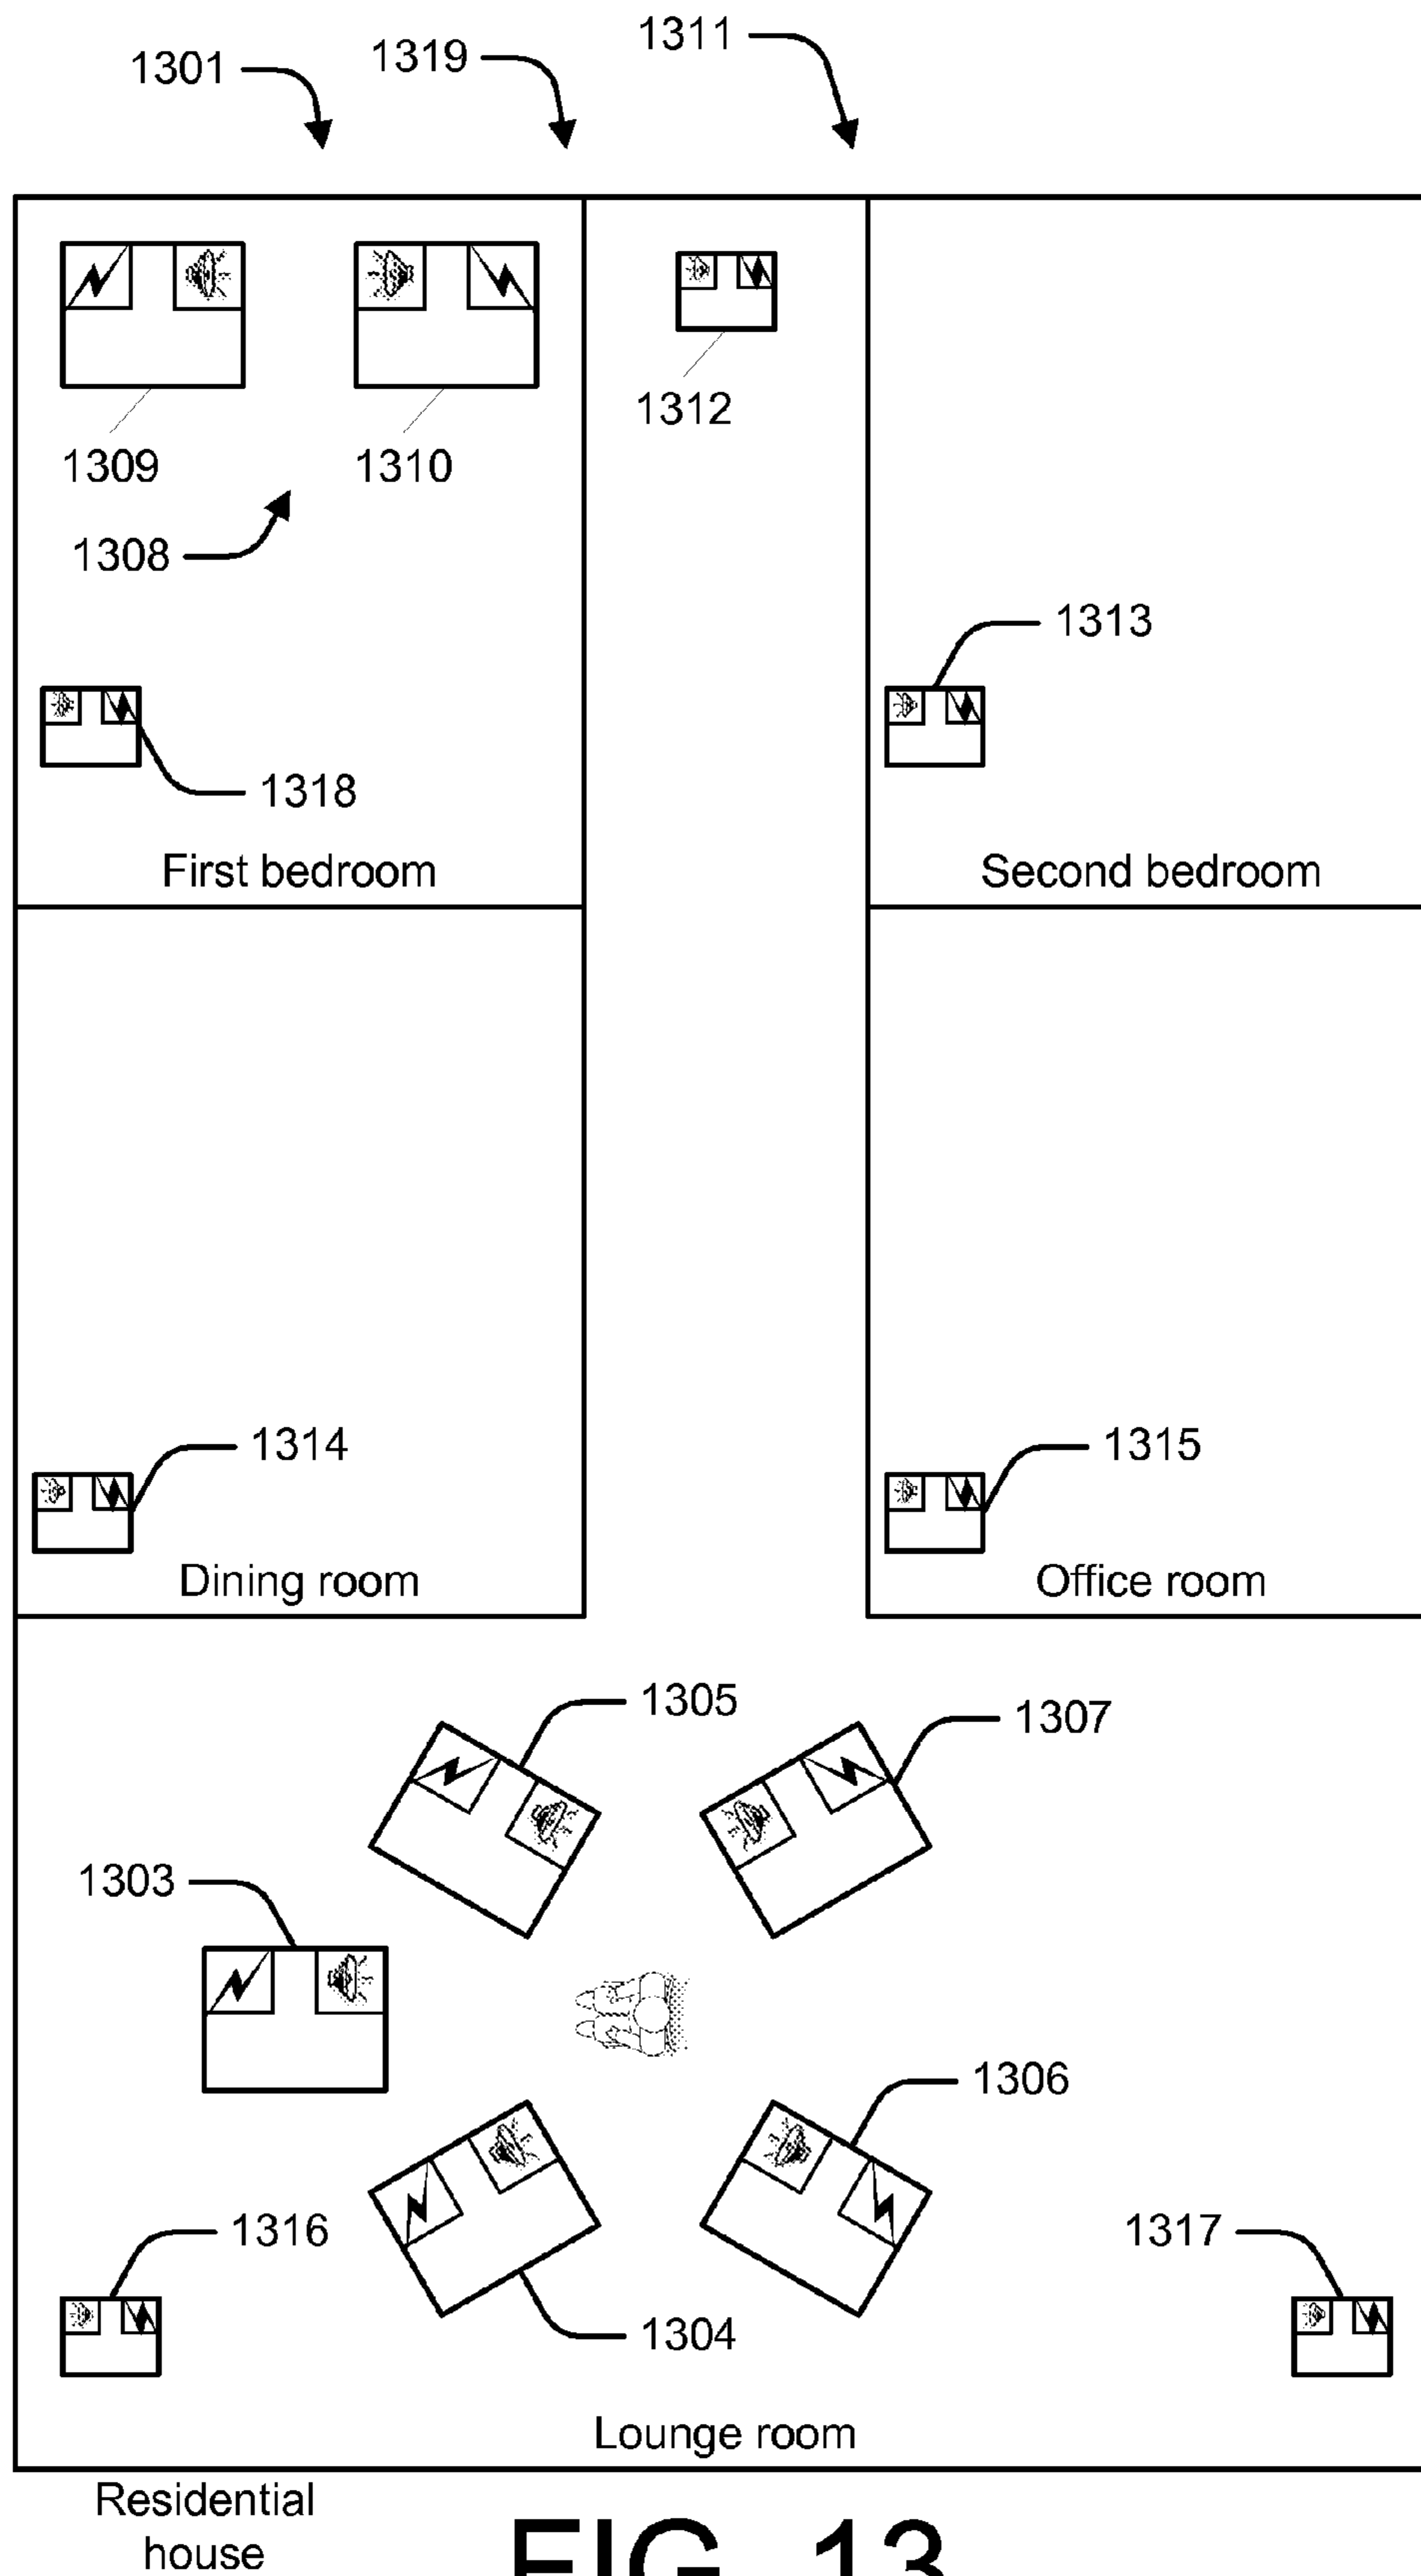 1311
1319
1301
1312
1309
1310
1308
1313
1318
First bedroom
Second bedroom
1314
1315
Dining room
Office room
1305
1307
1303
1306
1316
1317
1304
Lounge room
Residential
house
FIG. 13